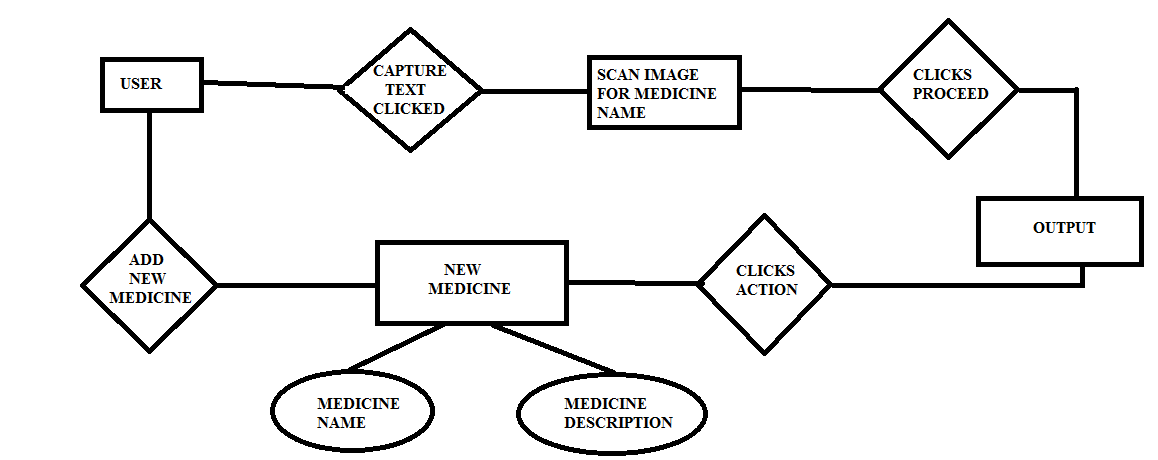 USER
CAPTURE
TEXT
CLICKED
SCAN IMAGE
FOR MEDICINE
NAME
CLICKS
PROCEED
OUTPUT
ADD
NEW
MEDICINE
NEW
MEDICINE
CLICKS
ACTION
MEDICINE
NAME
MEDICINE
DESCRIPTION